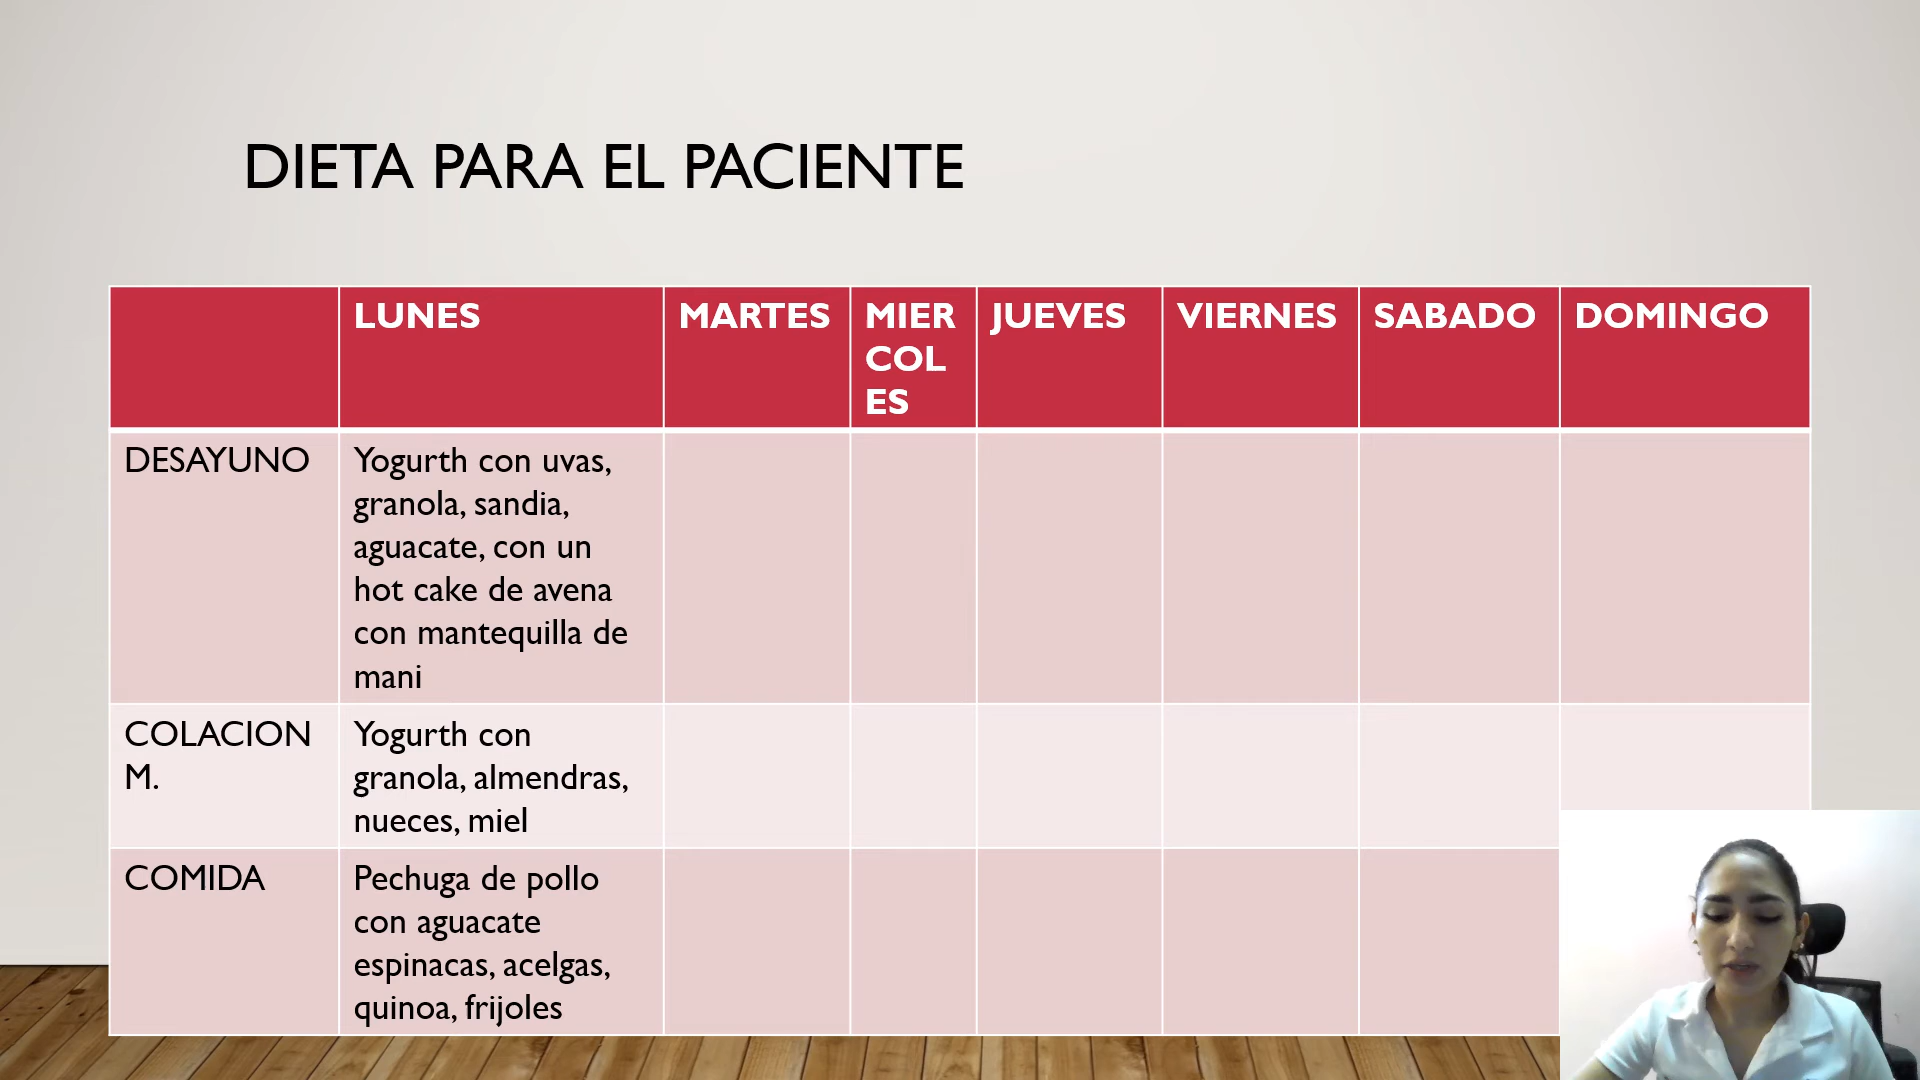 DIETA PARA EL PACIENTE
LUNES
MARTES
MIER
COL
ES
JUEVES
VIERNES
SABADO
DOMINGO
DESAYUNO
Yogurth con uvas,
granola, sandia,
aguacate, con un
hot cake de avena
con mantequilla de
mani
COLACION
M.
Yogurth con
granola, almendras,
nueces, miel
COMIDA
Pechuga de pollo
con aguacate
espinacas, acelgas,
quinoa, frijoles